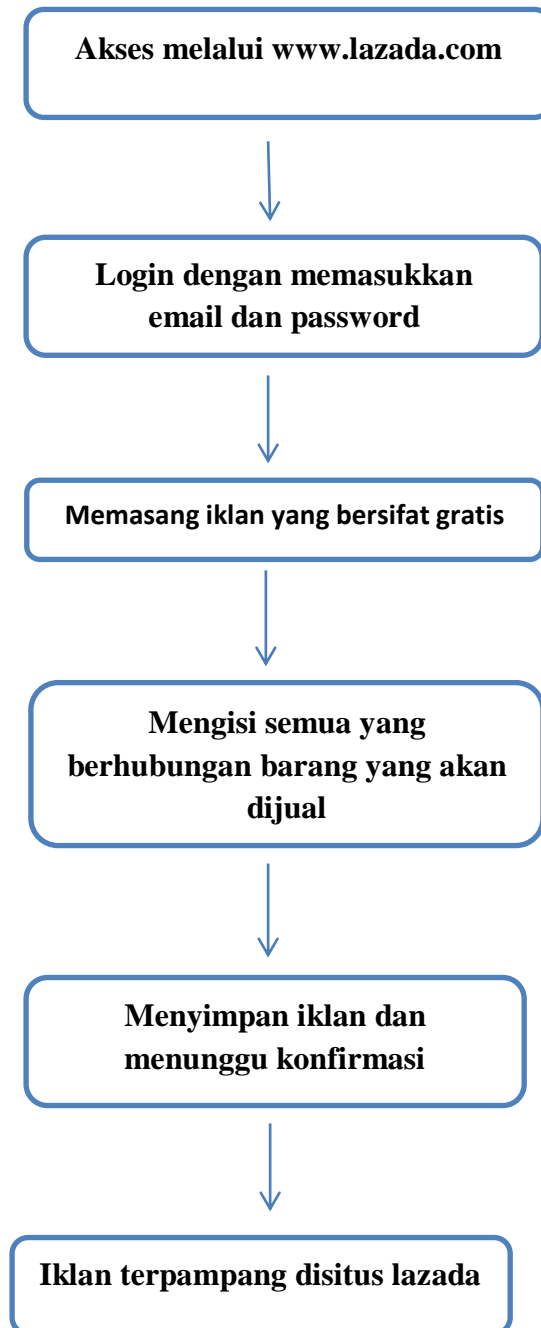 Akses melalui www.lazada.com
Login dengan memasukkan
email dan password
Memasang iklan yang bersifat gratis
Mengisi semua yang
berhubungan barang yang akan
dijual
Menyimpan iklan dan
menunggu konfirmasi
Iklan terpampang disitus lazada